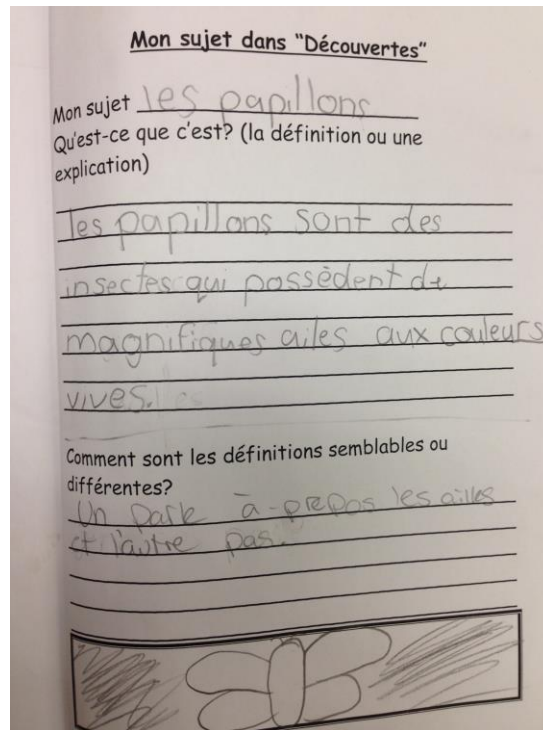 Mon sujet dans "Découvertes"
Mon sujet les papillons
Qu'est-ce que c'est? (la définition ou une
explication)
les papillons sont des
insectes qui possèdent de
magnifiques ailes aux couleurs
vives.
Comment sont les définitions semblables ou
différentes?
Un parle à-propos les ailles
et l'autre pas.